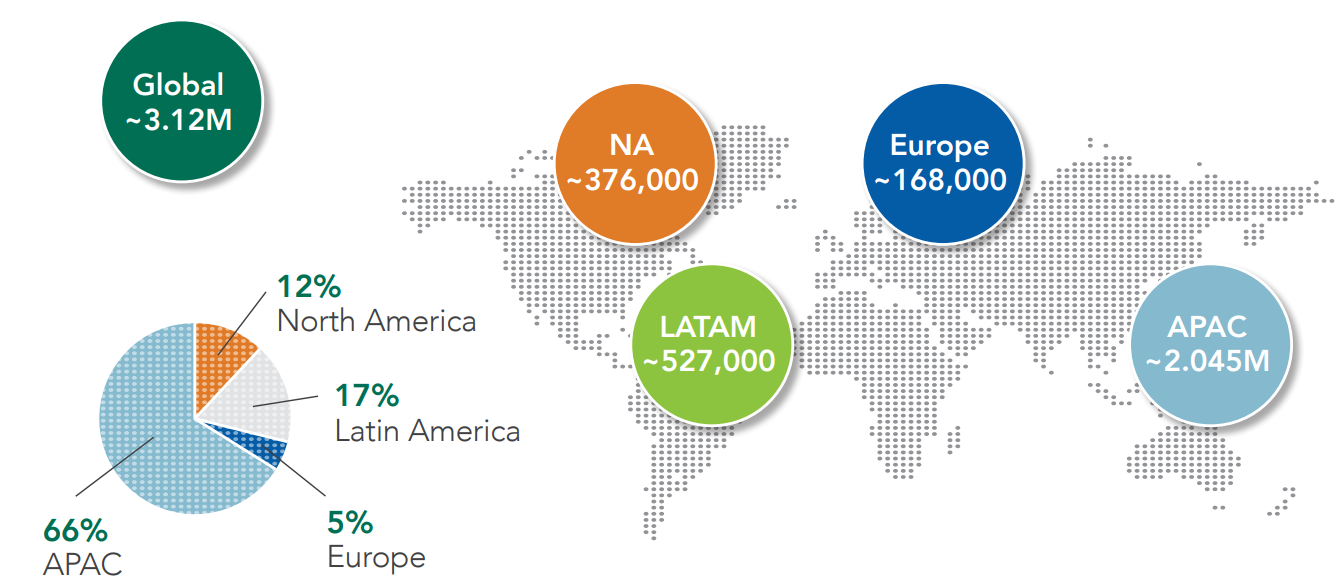 Global
~3.12M
NA
~376,000
Europe
~168,000
LATAM
~527,000
APAC
~2.045M
12%
North America
17%
Latin America
5%
Europe
66%
APAC